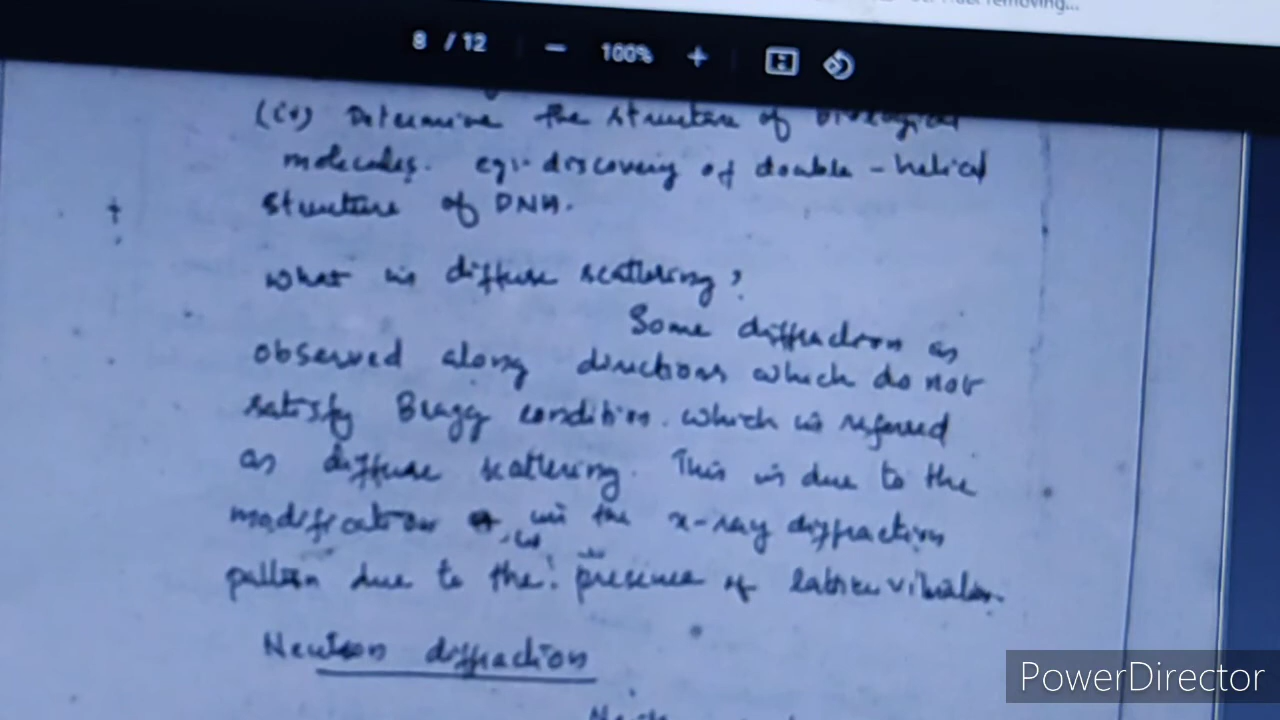 removing...
8 / 12 — 100% +
Determine the structure of biological
molecules. eg:- discovery of double - helical
structure of DNA.
What is diffuse scattering?
Some diffraction is
observed along directions which do not
satisfy Bragg condition. which is referred
as diffuse scattering. This is due to the
modification in the x-ray diffraction
pattern due to the presence of lattice vibration.
Neutron diffraction
PowerDirector